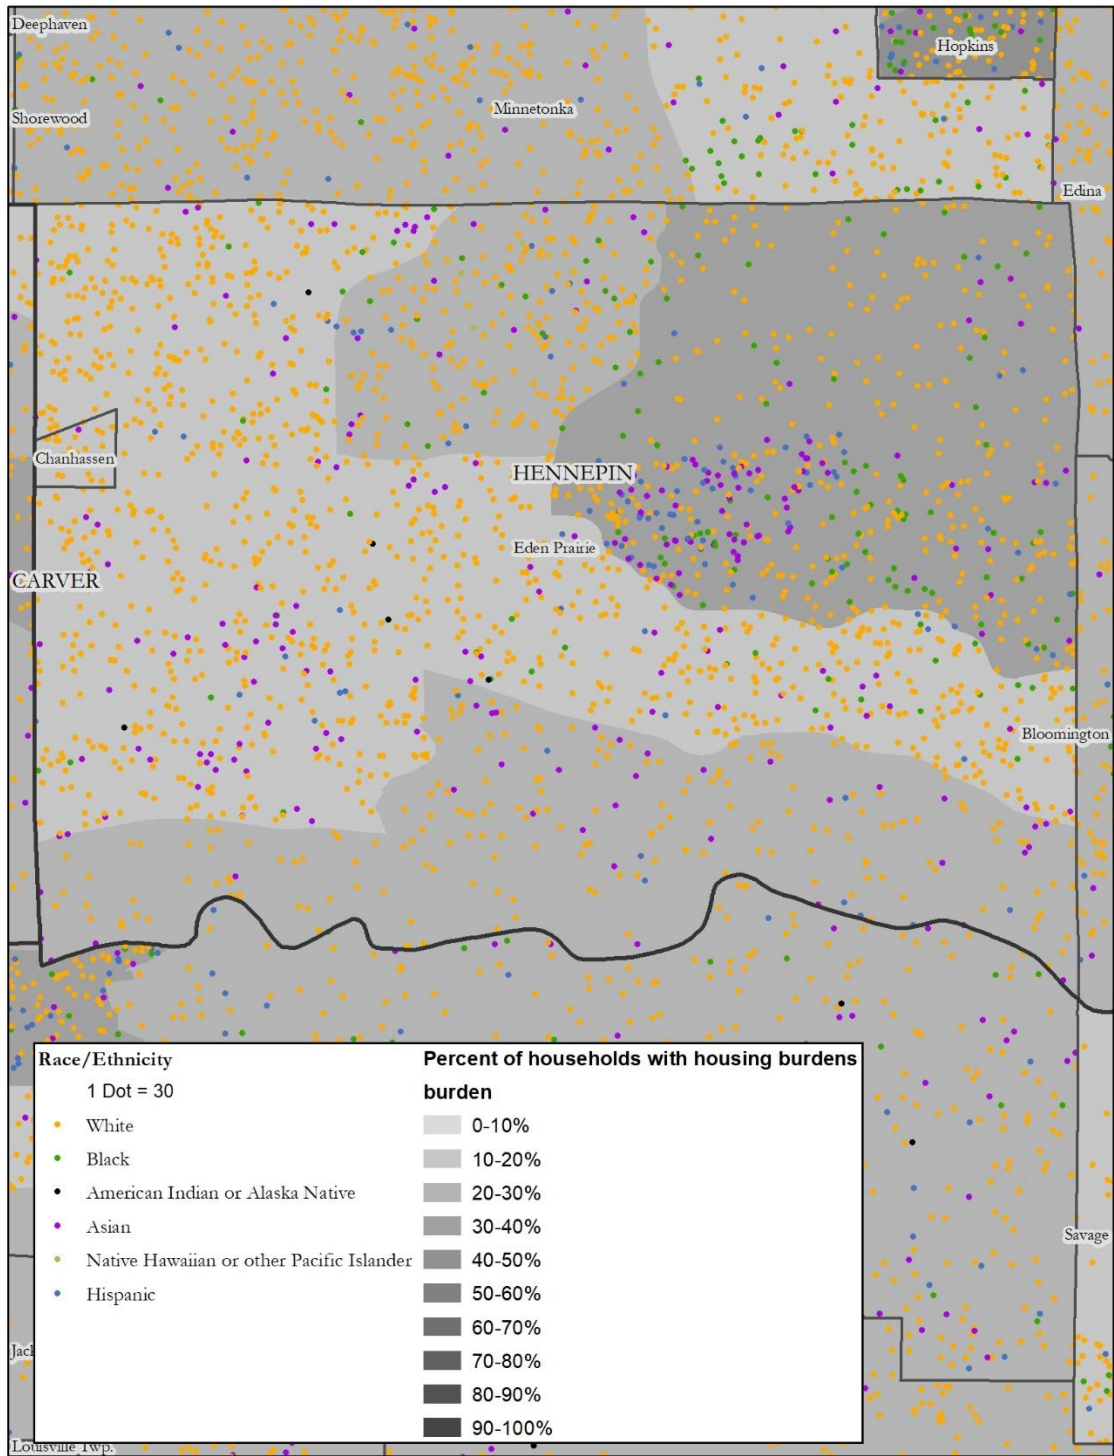 Deephaven
Hopkins
Minnetonka
Shorewood
Edina
Chanhassen
HENNEPIN
Eden Prairie
CARVER
Bloomington
Race/Ethnicity
1 Dot = 30
White
Black
American Indian or Alaska Native
Asian
Native Hawaiian or other Pacific Islander
Hispanic
Percent of households with housing burdens
burden
0-10%
10-20%
20-30%
30-40%
40-50%
50-60%
60-70%
70-80%
80-90%
90-100%
Savage
Jac
Louisville Twp.